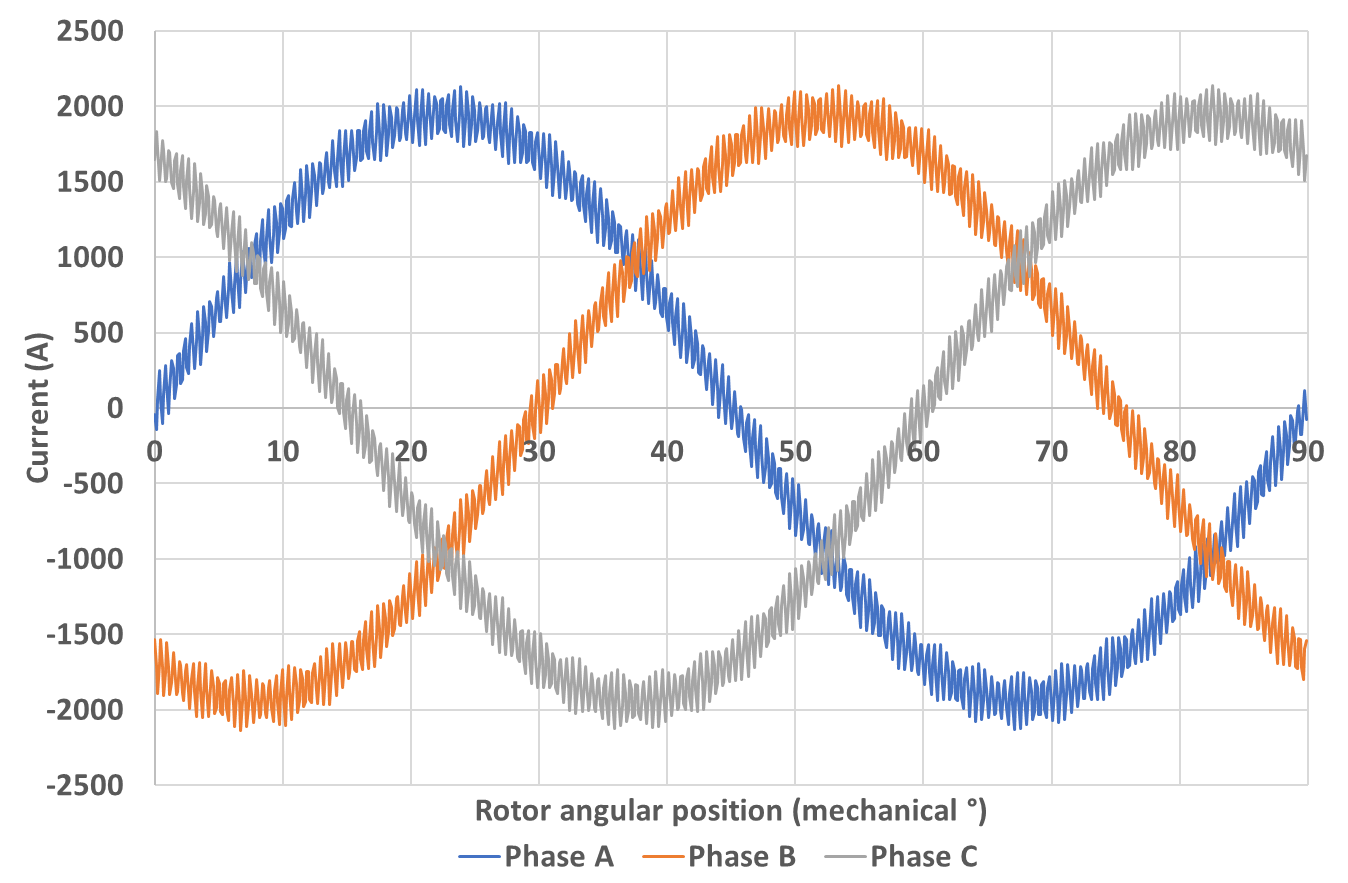 2500
2000
1500
1000
500
0
-500
-1000
-1500
-2000
-2500
Current (A)
0 10 20 30 40 50 60 70 80 90
Rotor angular position (mechanical °)
Phase A Phase B Phase C